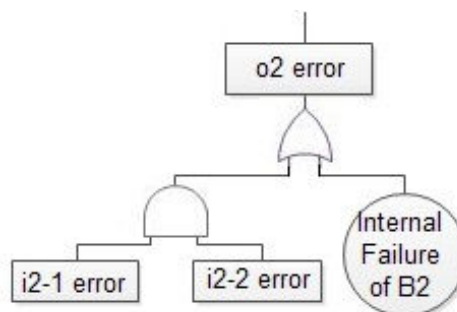 o2 error
i2-1 error
i2-2 error
Internal
Failure
of B2